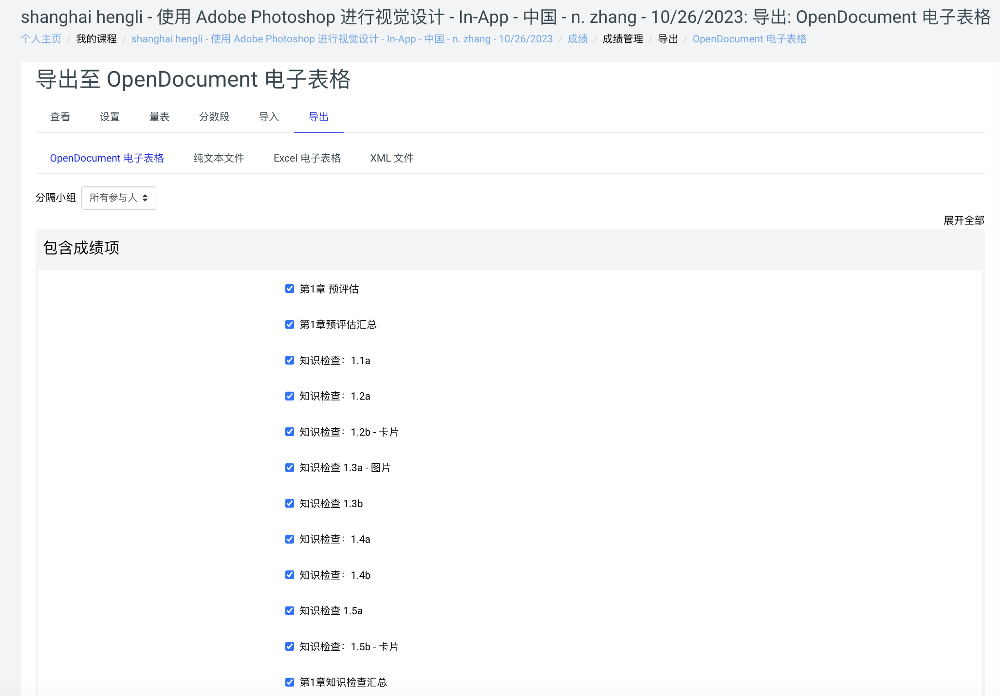 shanghai hengli - 使用 Adobe Photoshop 进行视觉设计 - In-App - 中国 - n. zhang - 10/26/2023: 导出: OpenDocument 电子表格
个人主页 / 我的课程 / shanghai hengli - 使用 Adobe Photoshop 进行视觉设计 - In-App - 中国 - n. zhang - 10/26/2023 / 成绩 / 成绩管理 / 导出 / OpenDocument 电子表格
导出至 OpenDocument 电子表格
查看 设置 量表 分数段 导入 导出
OpenDocument 电子表格 纯文本文件 Excel 电子表格 XML 文件
分隔小组 所有参与人
展开全部
包含成绩项
第1章 预评估
第1章预评估汇总
知识检查：1.1a
知识检查：1.2a
知识检查：1.2b - 卡片
知识检查 1.3a - 图片
知识检查 1.3b
知识检查：1.4a
知识检查：1.4b
知识检查 1.5a
知识检查：1.5b - 卡片
第1章知识检查汇总